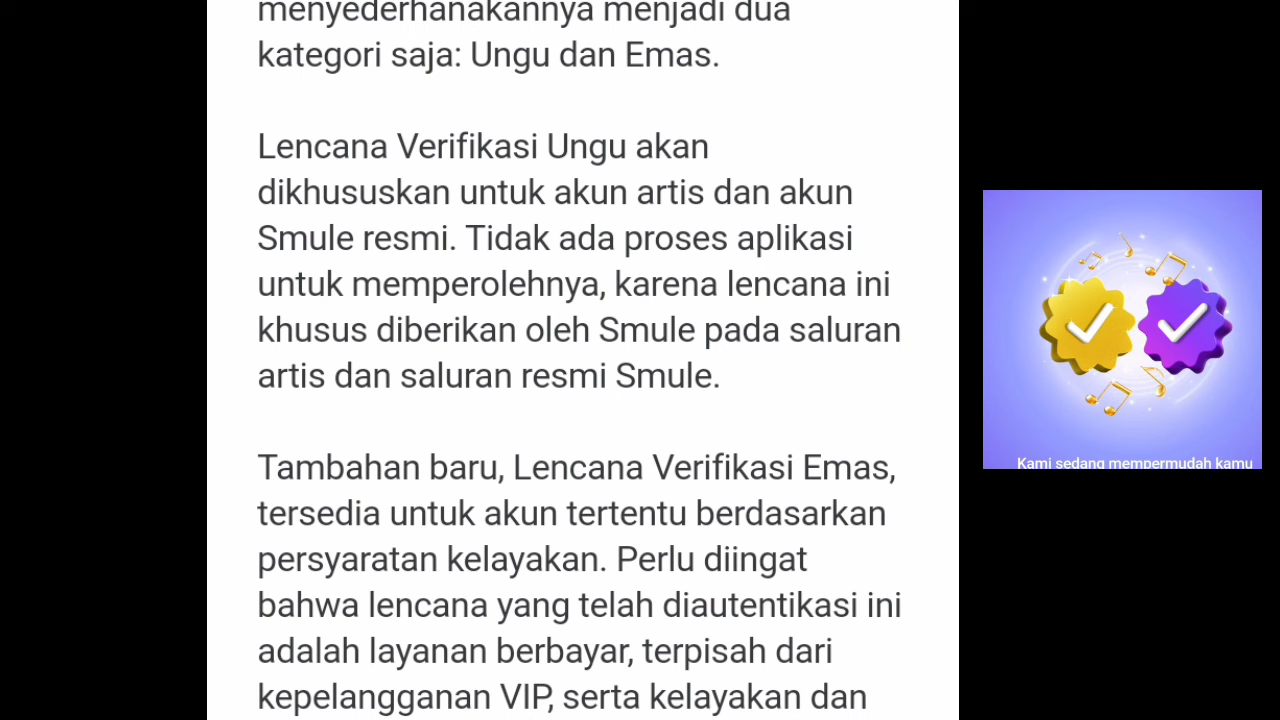 menyederhanakannya menjadi dua
kategori saja: Ungu dan Emas.
Lencana Verifikasi Ungu akan
dikhususkan untuk akun artis dan akun
Smule resmi. Tidak ada proses aplikasi
untuk memperolehnya, karena lencana ini
khusus diberikan oleh Smule pada saluran
artis dan saluran resmi Smule.
Tambahan baru, Lencana Verifikasi Emas,
tersedia untuk akun tertentu berdasarkan
persyaratan kelayakan. Perlu diingat
bahwa lencana yang telah diautentikasi ini
adalah layanan berbayar, terpisah dari
kepelangganan VIP, serta kelayakan dan
Kami sedang mempermudah kamu